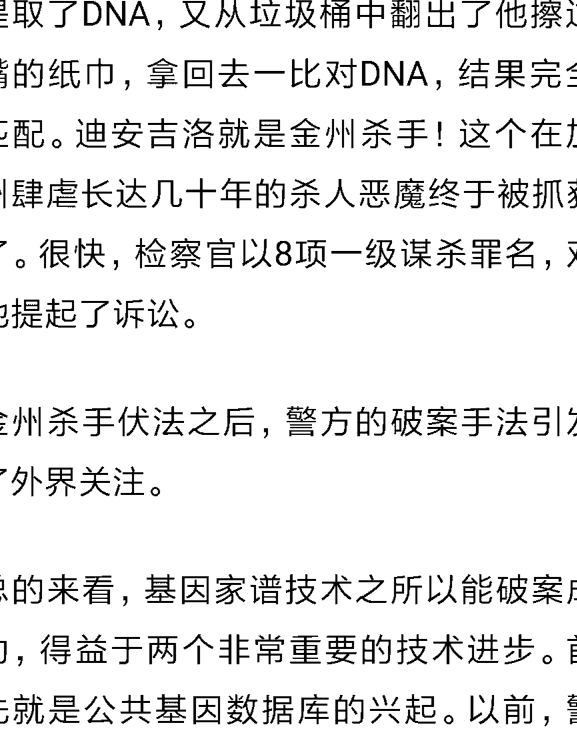 提取了DNA，又从垃圾桶中翻出了他擦过
嘴的纸巾，拿回去一比对DNA，结果完全
匹配。迪安吉洛就是金州杀手！这个在加
州肆虐长达几十年的杀人恶魔终于被抓获
了。很快，检察官以8项一级谋杀罪名，对
他提起了诉讼。
金州杀手伏法之后，警方的破案手法引发
了外界关注。
总的来看，基因家谱技术之所以能破案成
功，得益于两个非常重要的技术进步。首
先就是公共基因数据库的兴起。以前，警